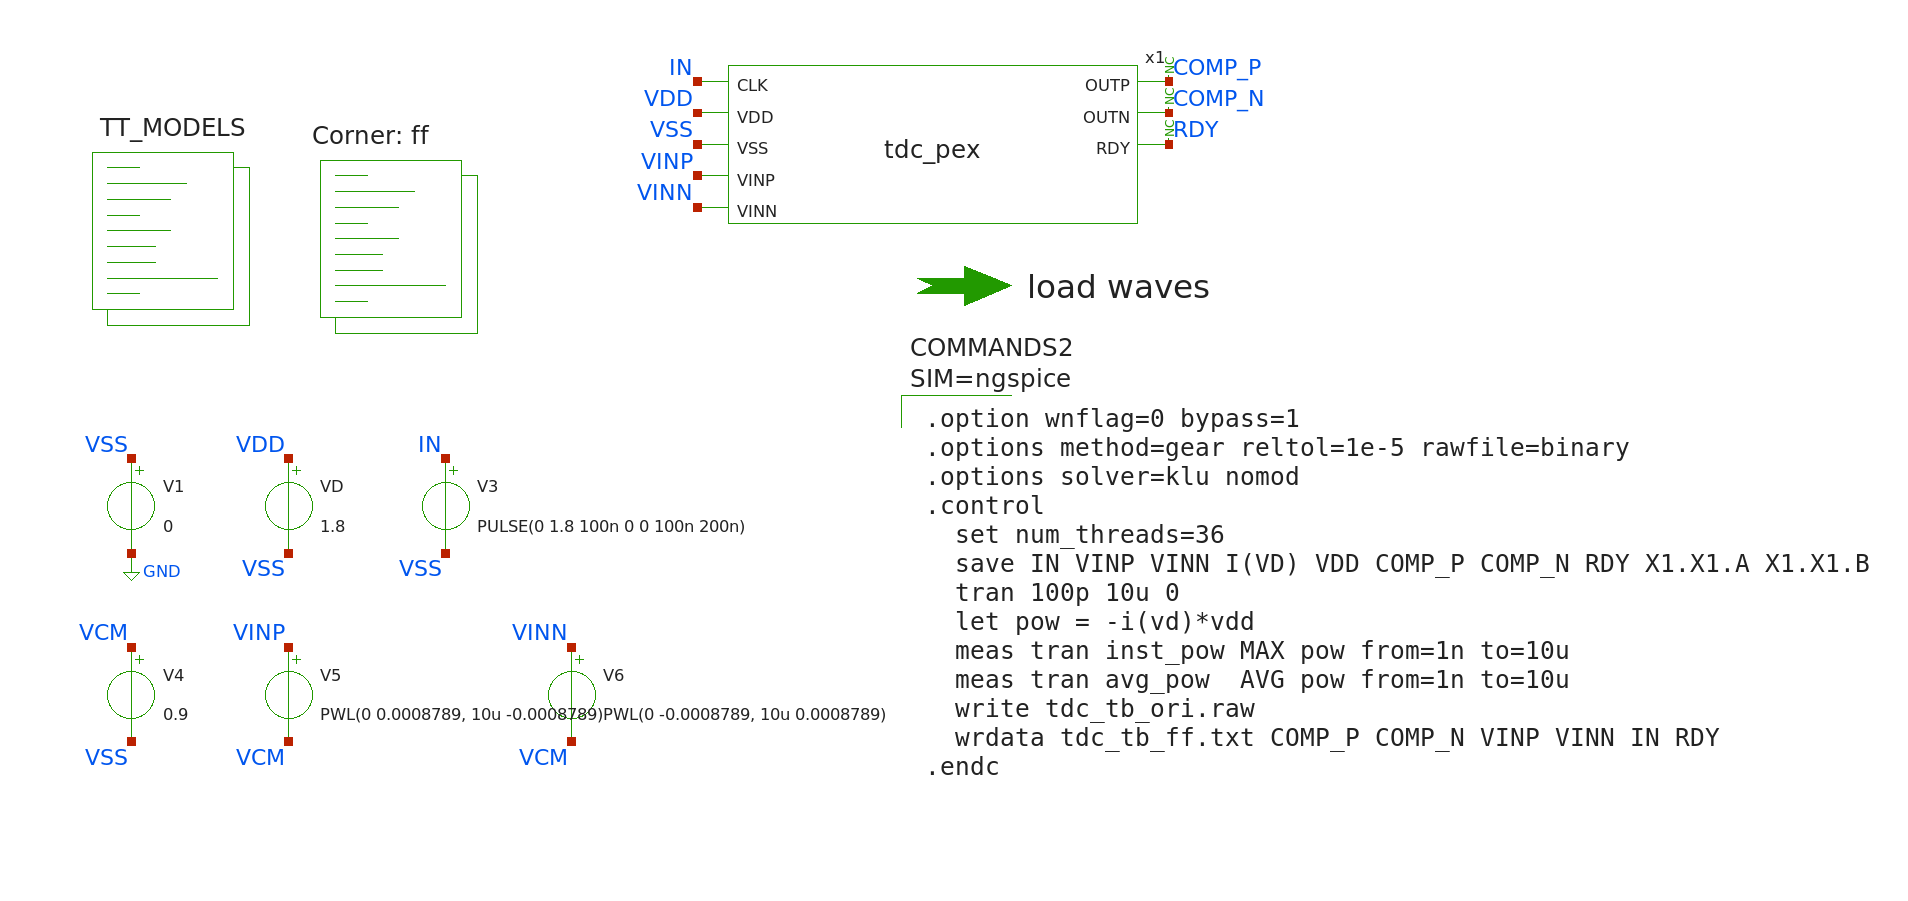 TT_MODELS
Corner: ff
IN
VDD
VSS
VINP
VINN
CLK
VDD
VSS
VINP
VINN
tdc_pex
x1
OUTP
OUTN
RDY
NC
NC
NC
COMP_P
COMP_N
RDY
load waves
COMMANDS2
SIM=ngspice
.option wnflag=0 bypass=1
.options method=gear reltol=1e-5 rawfile=binary
.options solver=klu nomod
.control
set num_threads=36
save IN VINP VINN I(VD) VDD COMP_P COMP_N RDY X1.X1.A X1.X1.B
tran 100p 10u 0
let pow = -i(vd)*vdd
meas tran inst_pow MAX pow from=1n to=10u
meas tran avg_pow  AVG pow from=1n to=10u
write tdc_tb_ori.raw
wrdata tdc_tb_ff.txt COMP_P COMP_N VINP VINN IN RDY
.endc
VSS
+
V1
0
GND
VDD
+
VD
1.8
VSS
IN
+
V3
PULSE(0 1.8 100n 0 0 100n 200n)
VSS
VCM
+
V4
0.9
VSS
VINP
+
V5
PWL(0 0.0008789, 10u -0.0008789)
VCM
VINN
+
V6
PWL(0 -0.0008789, 10u 0.0008789)
VCM